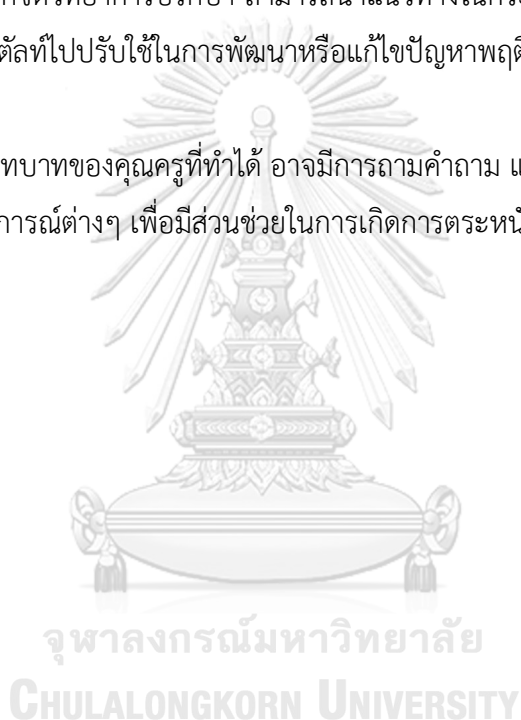 ตัลท์ไปปรับใช้ในการพัฒนาหรือแก้ไขปัญหาพฤติ
ทบาทของคุณครูที่ทำได้ อาจมีการถามคำถาม แ
การณ์ต่างๆ เพื่อมีส่วนช่วยในการเกิดการตระหนั
จุฬาลงกรณ์มหาวิทยาลัย
CHULALONGKORN UNIVERSITY